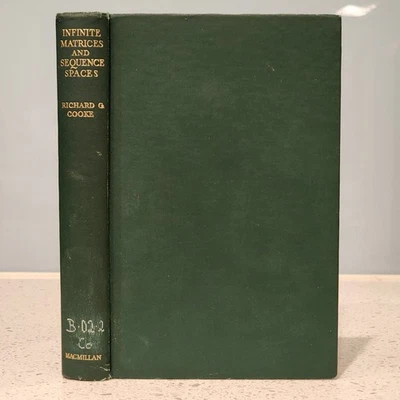 INFINITE
MATRICES
AND
SEQUENCE
SPACES
RICHARD G.
COOKE
B·02·2
Co
MACMILLAN